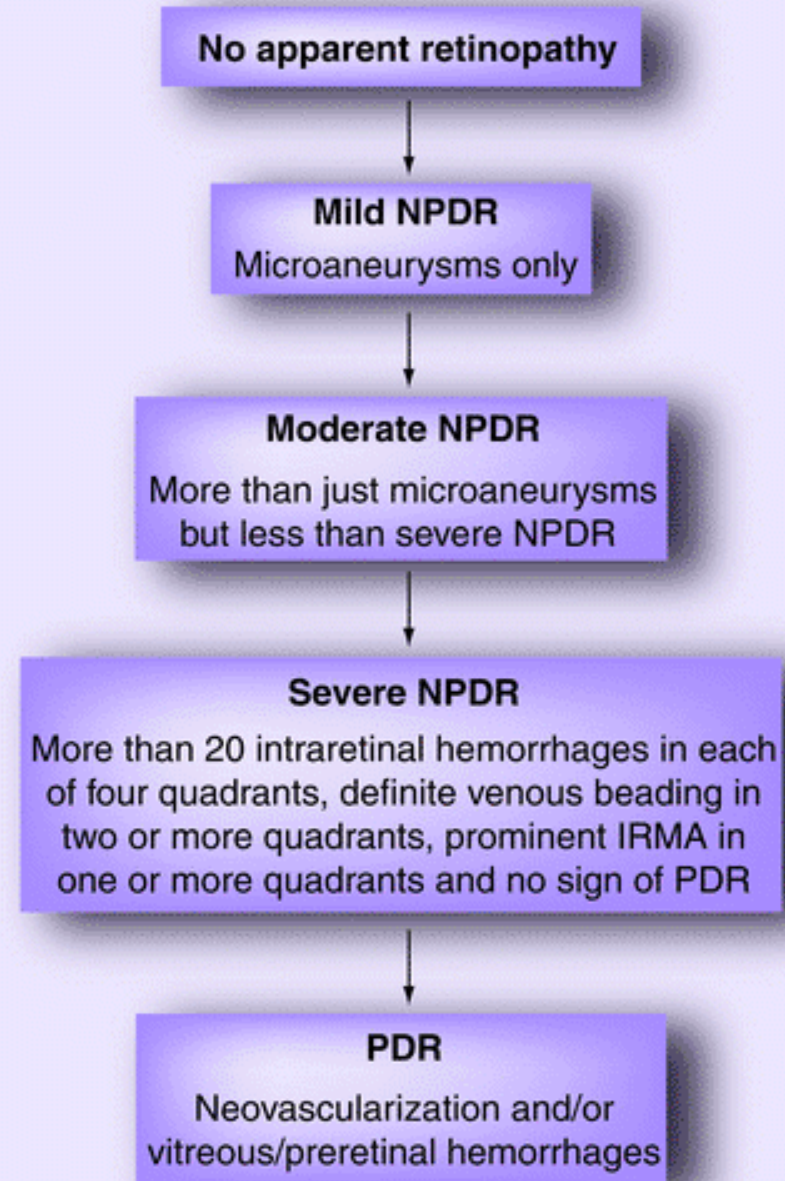 No apparent retinopathy
Mild NPDR
Microaneurysms only
Moderate NPDR
More than just microaneurysms
but less than severe NPDR
Severe NPDR
More than 20 intraretinal hemorrhages in each
of four quadrants, definite venous beading in
two or more quadrants, prominent IRMA in
one or more quadrants and no sign of PDR
PDR
Neovascularization and/or
vitreous/preretinal hemorrhages